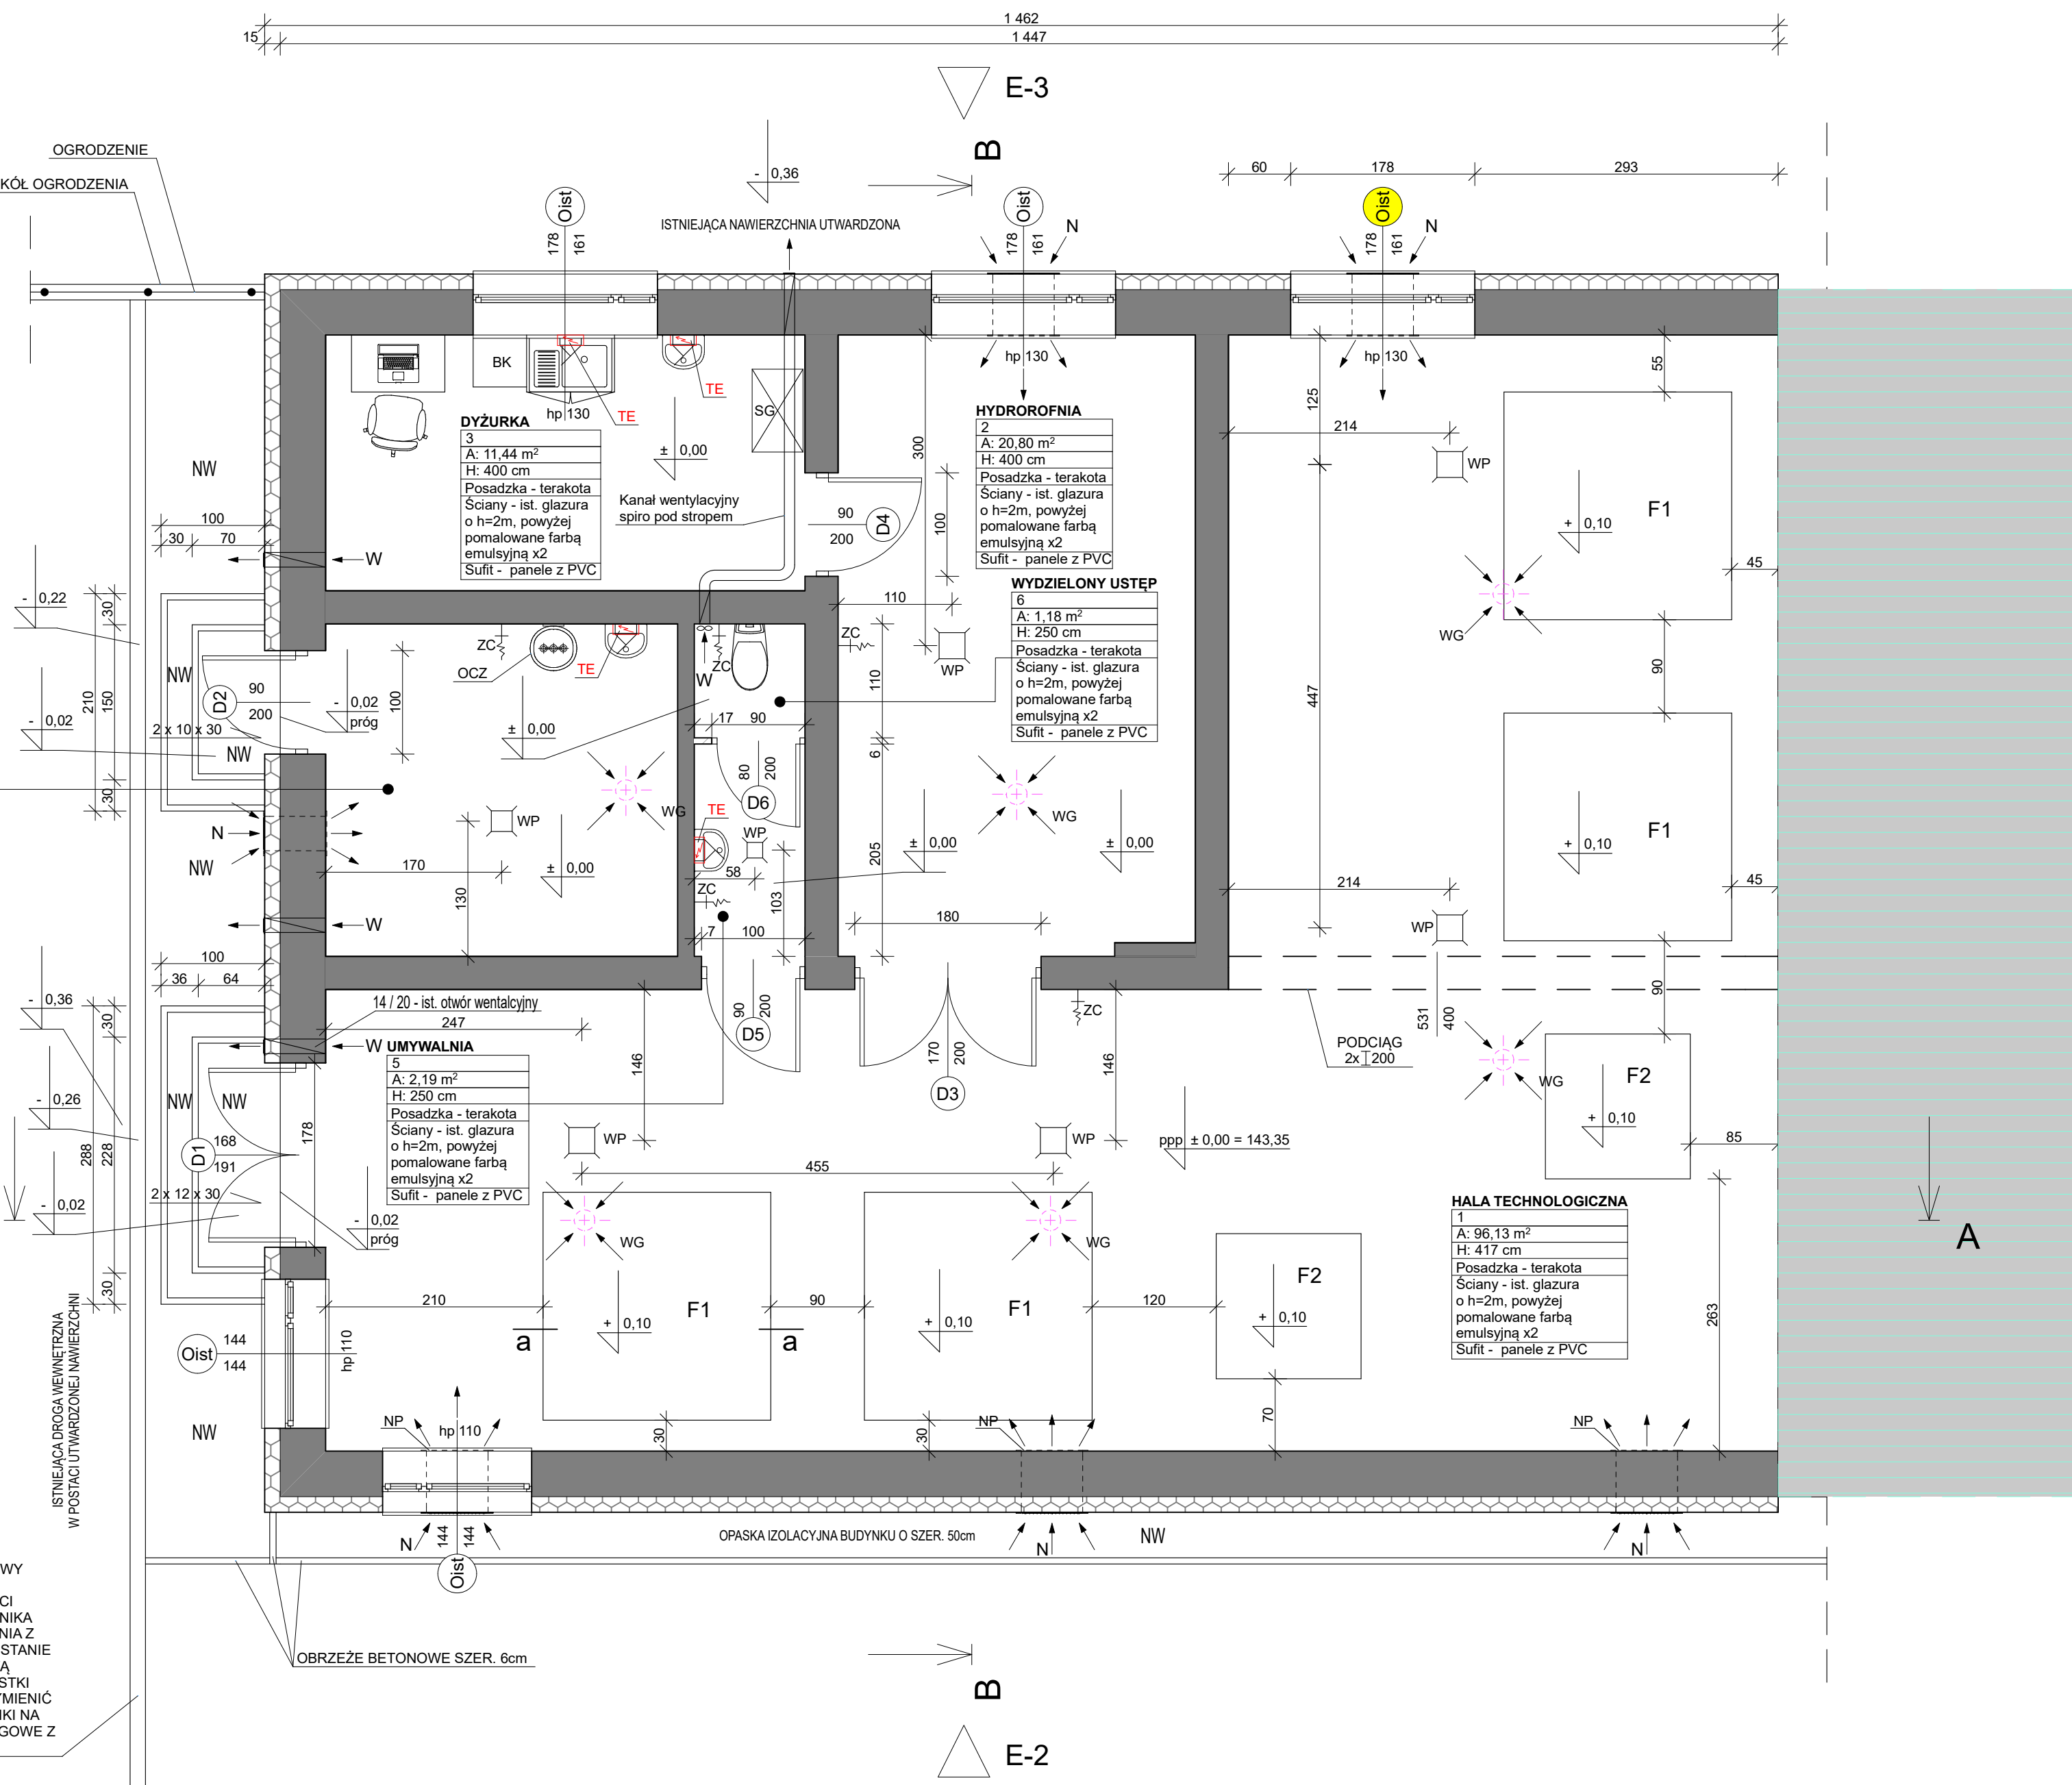 1 462
15
1 447
E-3
B
OGRODZENIE
KÓŁ OGRODZENIA
- 0,36
ISTNIEJĄCA NAWIERZCHNIA UTWARDZONA
60
178
293
Oist
178
161
Oist
178
161
N
Oist
178
161
N
BK
hp 130
TE
TE
SG
hp 130
hp 130
DYŻURKA
3
A: 11,44 m²
H: 400 cm
Posadzka - terakota
Ściany - ist. glazura
o h=2m, powyżej
pomalowane farbą
emulsyjną x2
Sufit - panele z PVC
± 0,00
Kanał wentylacyjny
spiro pod stropem
90
200
D4
300
100
HYDROROFNIA
2
A: 20,80 m²
H: 400 cm
Posadzka - terakota
Ściany - ist. glazura
o h=2m, powyżej
pomalowane farbą
emulsyjną x2
Sufit - panele z PVC
WYDZIELONY USTĘP
6
A: 1,18 m²
H: 250 cm
Posadzka - terakota
Ściany - ist. glazura
o h=2m, powyżej
pomalowane farbą
emulsyjną x2
Sufit - panele z PVC
125
214
WP
55
F1
+ 0,10
45
WG
90
447
F1
+ 0,10
45
214
WP
90
NW
100
30
70
W
- 0,22
210
30
150
30
NW
D2
90
200
- 0,02
2 x 10 x 30
NW
- 0,02
próg
100
N
NW
W
ZC
OCZ
TE
± 0,00
WG
WP
170
130
± 0,00
ZC
W
17
90
80
200
D6
TE
WP
58
ZC
103
7
100
110
ZC
WP
110
6
205
WG
± 0,00
± 0,00
180
100
36
64
- 0,36
14 / 20 - ist. otwór wentalcyjny
247
W
UMYWALNIA
5
A: 2,19 m²
H: 250 cm
Posadzka - terakota
Ściany - ist. glazura
o h=2m, powyżej
pomalowane farbą
emulsyjną x2
Sufit - panele z PVC
146
90
200
D5
170
200
D3
ZC
146
531
400
PODCIĄG
2x 200
WG
F2
+ 0,10
85
288
30
228
30
- 0,26
NW
NW
D1
168
191
178
2 x 12 x 30
- 0,02
- 0,02
próg
WP
WP
ppp ± 0,00 = 143,35
455
WG
WG
HALA TECHNOLOGICZNA
1
A: 96,13 m²
H: 417 cm
Posadzka - terakota
Ściany - ist. glazura
o h=2m, powyżej
pomalowane farbą
emulsyjną x2
Sufit - panele z PVC
263
A
210
F1
+ 0,10
90
F1
+ 0,10
120
F2
+ 0,10
a
a
30
30
70
Oist
144
144
hp 110
ISTNIEJĄCA DROGA WEWNĘTRZNA
W POSTACI UTWARDZONEJ NAWIERZCHNI
NW
NP
hp 110
NP
NP
N
144
144
Oist
OPASKA IZOLACYJNA BUDYNKU O SZER. 50cm
N
NW
N
WY
CI
NIKA
NIA Z
STANIE
Ą
STKI
YMIENIĆ
IKI NA
GOWE Z
OBRZEŻE BETONOWE SZER. 6cm
B
E-2